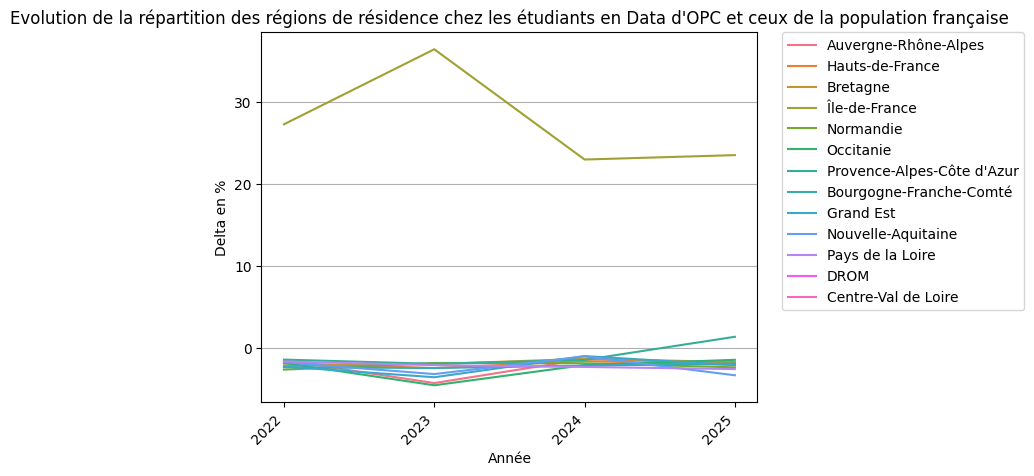 Evolution de la répartition des régions de résidence chez les étudiants en Data d'OPC et ceux de la population française
30
20
10
0
Delta en %
2022
2023
2024
2025
Année
Auvergne-Rhône-Alpes
Hauts-de-France
Bretagne
Île-de-France
Normandie
Occitanie
Provence-Alpes-Côte d'Azur
Bourgogne-Franche-Comté
Grand Est
Nouvelle-Aquitaine
Pays de la Loire
DROM
Centre-Val de Loire